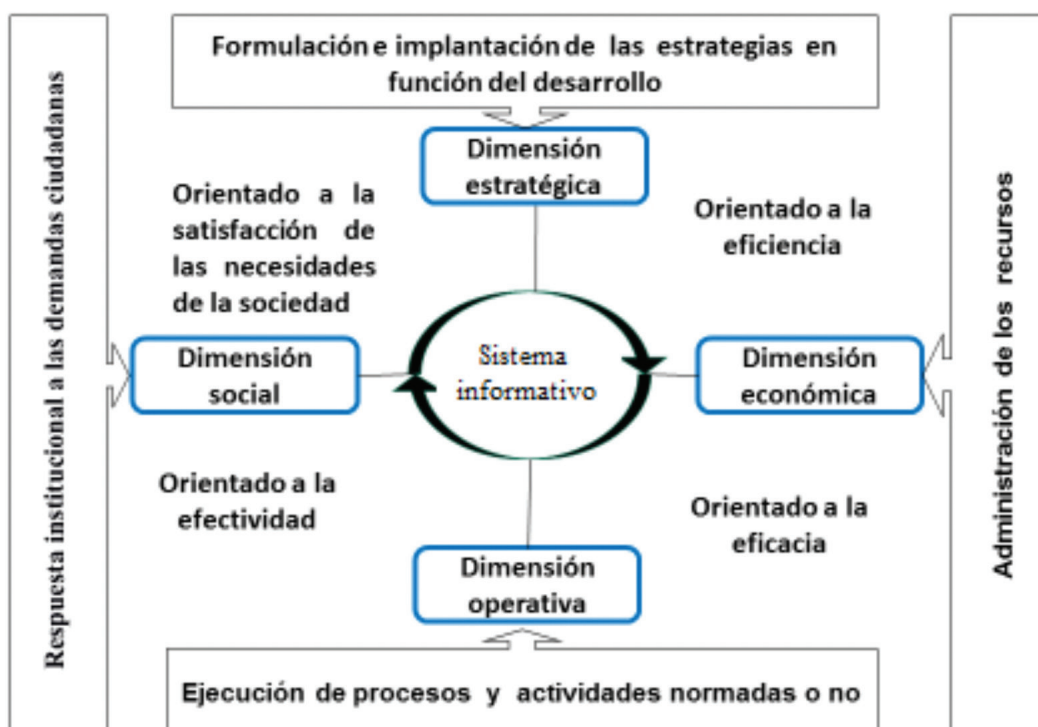 Formulación e implantación de las estrategias en
función del desarrollo
Respuesta institucional a las demandas ciudadanas
Dimensión
estratégica
Administración de los recursos
Orientado a la
satisfacción de
las necesidades
de la sociedad
Orientado a la
eficiencia
Dimensión
social
Sistema
informativo
Dimensión
económica
Orientado a la
efectividad
Orientado a la
eficacia
Dimensión
operativa
Ejecución de procesos y actividades normadas o no